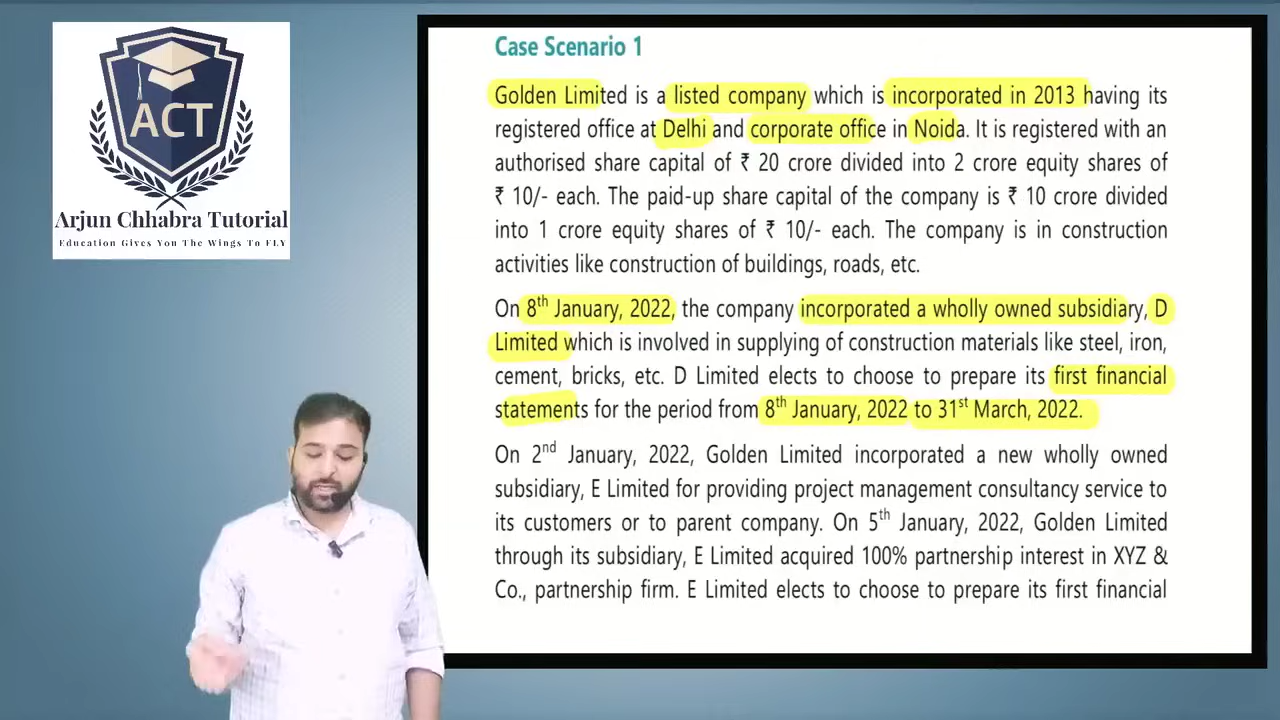 ACT
Arjun Chhabra Tutorial
Education Gives You The Wings To FLY
Case Scenario 1
Golden Limited is a listed company which is incorporated in 2013 having its
registered office at Delhi and corporate office in Noida. It is registered with an
authorised share capital of ₹ 20 crore divided into 2 crore equity shares of
₹ 10/- each. The paid-up share capital of the company is ₹ 10 crore divided
into 1 crore equity shares of ₹ 10/- each. The company is in construction
activities like construction of buildings, roads, etc.
On 8th January, 2022, the company incorporated a wholly owned subsidiary, D
Limited which is involved in supplying of construction materials like steel, iron,
cement, bricks, etc. D Limited elects to choose to prepare its first financial
statements for the period from 8th January, 2022 to 31st March, 2022.
On 2nd January, 2022, Golden Limited incorporated a new wholly owned
subsidiary, E Limited for providing project management consultancy service to
its customers or to parent company. On 5th January, 2022, Golden Limited
through its subsidiary, E Limited acquired 100% partnership interest in XYZ &
Co., partnership firm. E Limited elects to choose to prepare its first financial